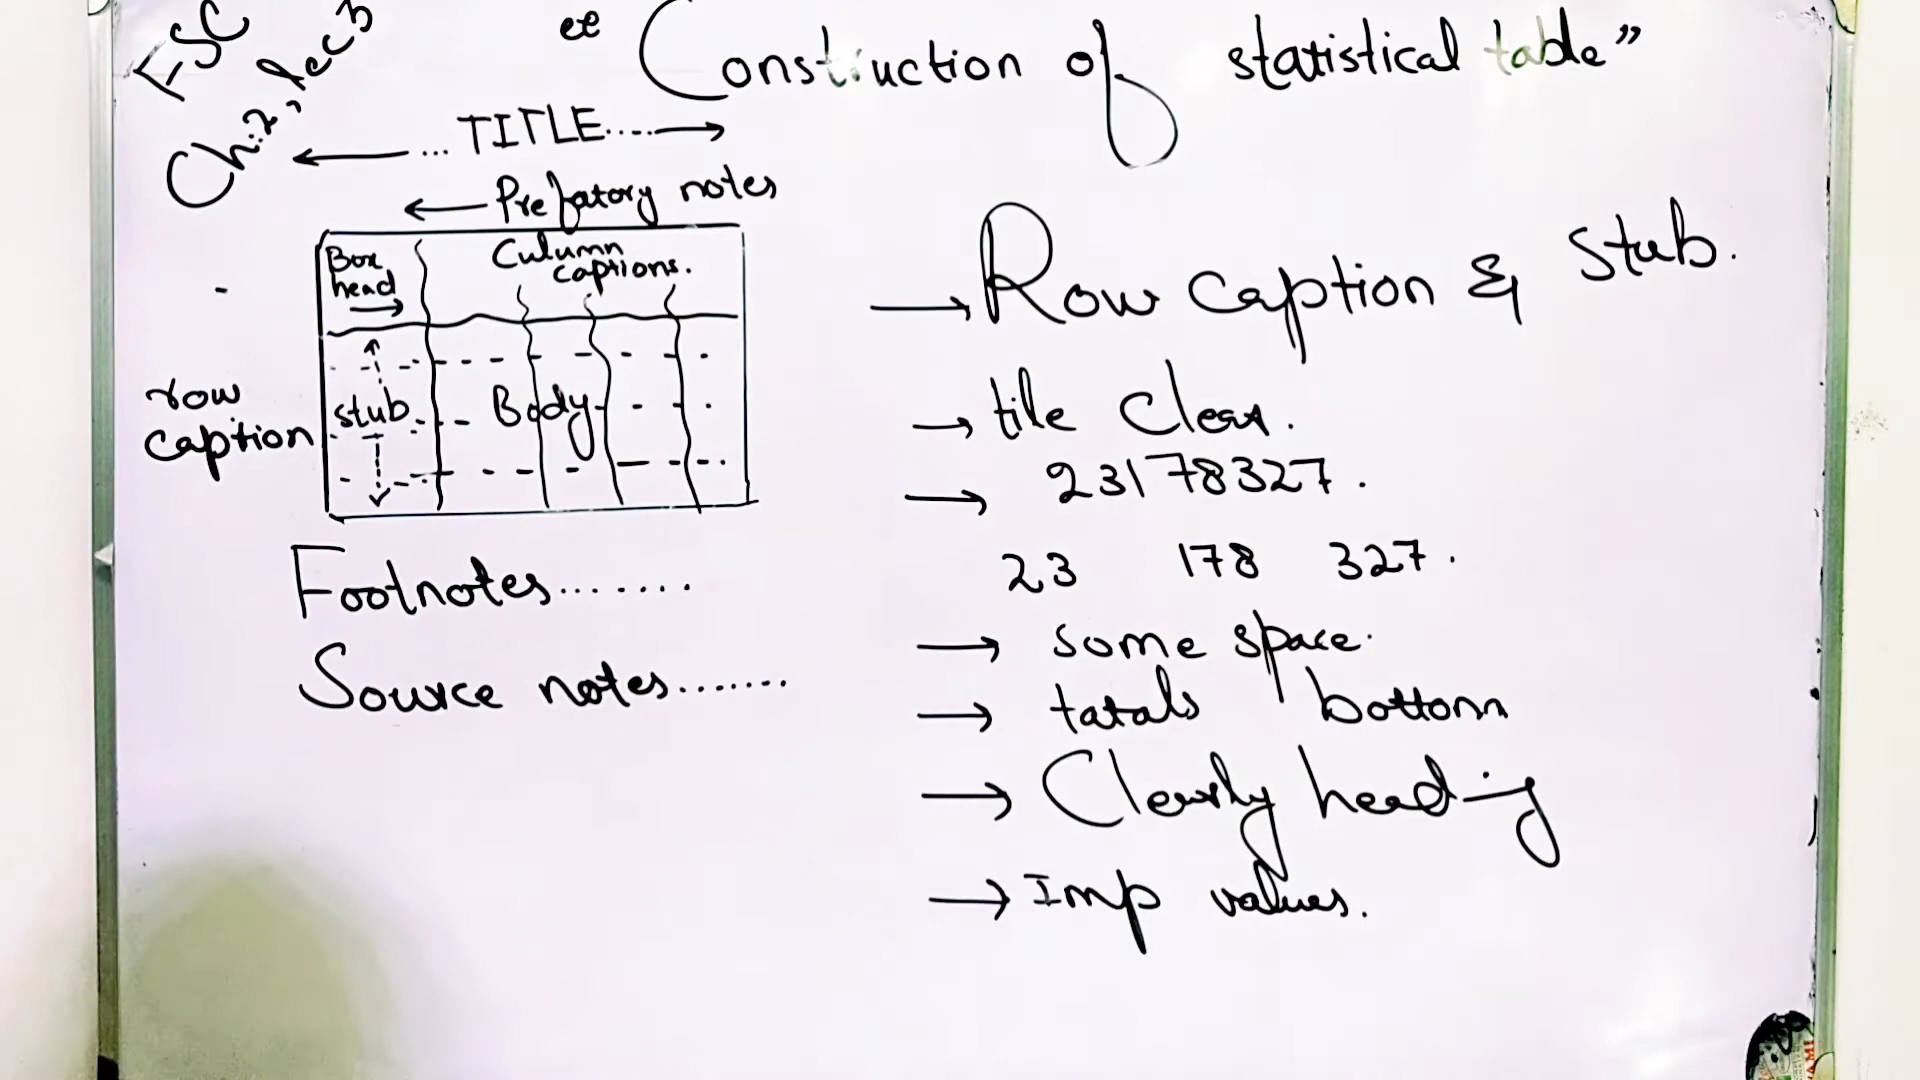 FSC
Ch:2, Lec 3
"Construction of statistical table"
... TITLE.....
Prefatory notes
Box head
Culumn captions.
row caption
stub
Body
Footnotes.......
Source notes.......
→ Row Caption & Stub.
→ tile Clear.
→ 23178327.
23 178 327.
→ some space.
→ tatals bottom
→ Clearly heading
→ Imp values.